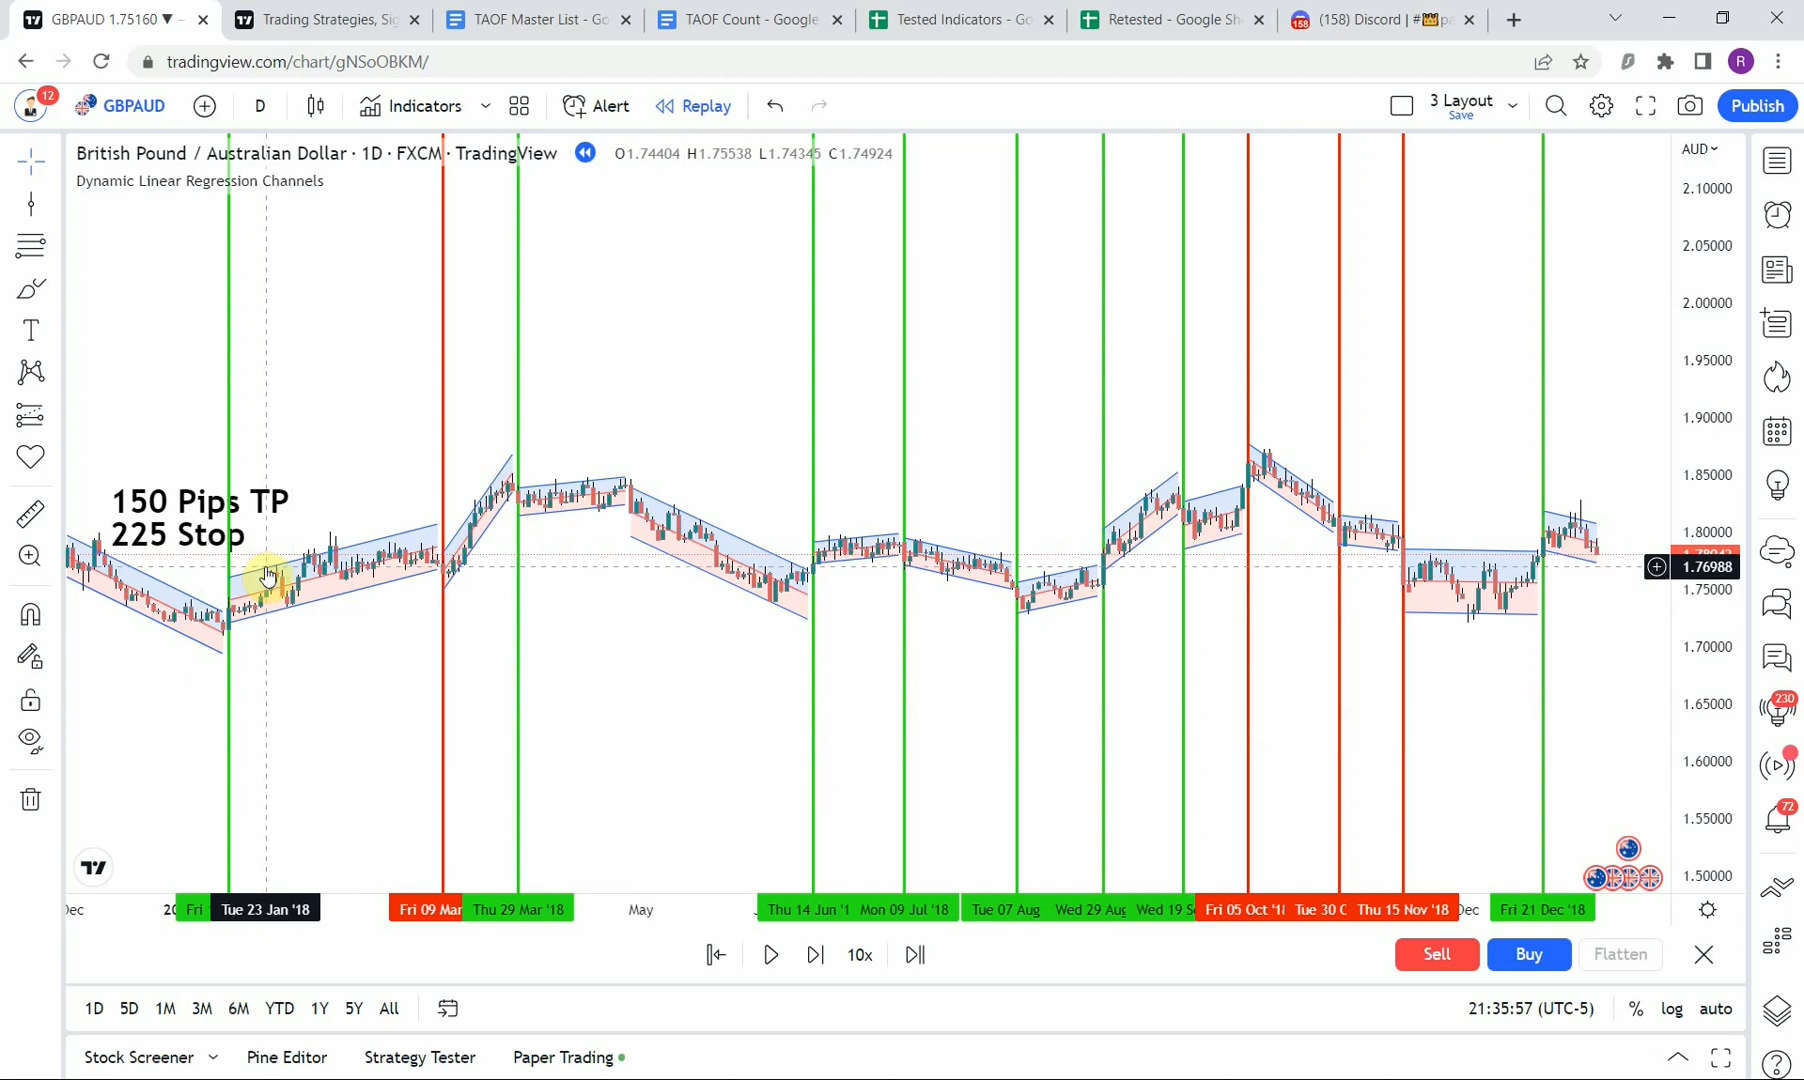 GBPAUD 1.75160 ▼
Trading Strategies, Sig
TAOF Master List - Go
TAOF Count - Google
Tested Indicators - Go
Retested - Google Sh
(158) Discord | #
tradingview.com/chart/gNSoOBKM/
R
12
GBPAUD
D
Indicators
Alert
Replay
3 Layout
Save
Publish
British Pound / Australian Dollar · 1D · FXCM · TradingView
O1.74404 H1.75538 L1.74345 C1.74924
AUD
Dynamic Linear Regression Channels
2.10000
2.05000
2.00000
1.95000
1.90000
1.85000
1.80000
1.76988
1.75000
1.70000
1.65000
1.60000
1.55000
1.50000
150 Pips TP
225 Stop
230
72
Dec
20
Fri
Tue 23 Jan '18
Fri 09 Mar
Thu 29 Mar '18
May
Thu 14 Jun '1
Mon 09 Jul '18
Tue 07 Aug
Wed 29 Aug
Wed 19 S
Fri 05 Oct '18
Tue 30 O
Thu 15 Nov '18
Dec
Fri 21 Dec '18
10x
Sell
Buy
Flatten
1D 5D 1M 3M 6M YTD 1Y 5Y All
21:35:57 (UTC-5)
% log auto
Stock Screener
Pine Editor
Strategy Tester
Paper Trading